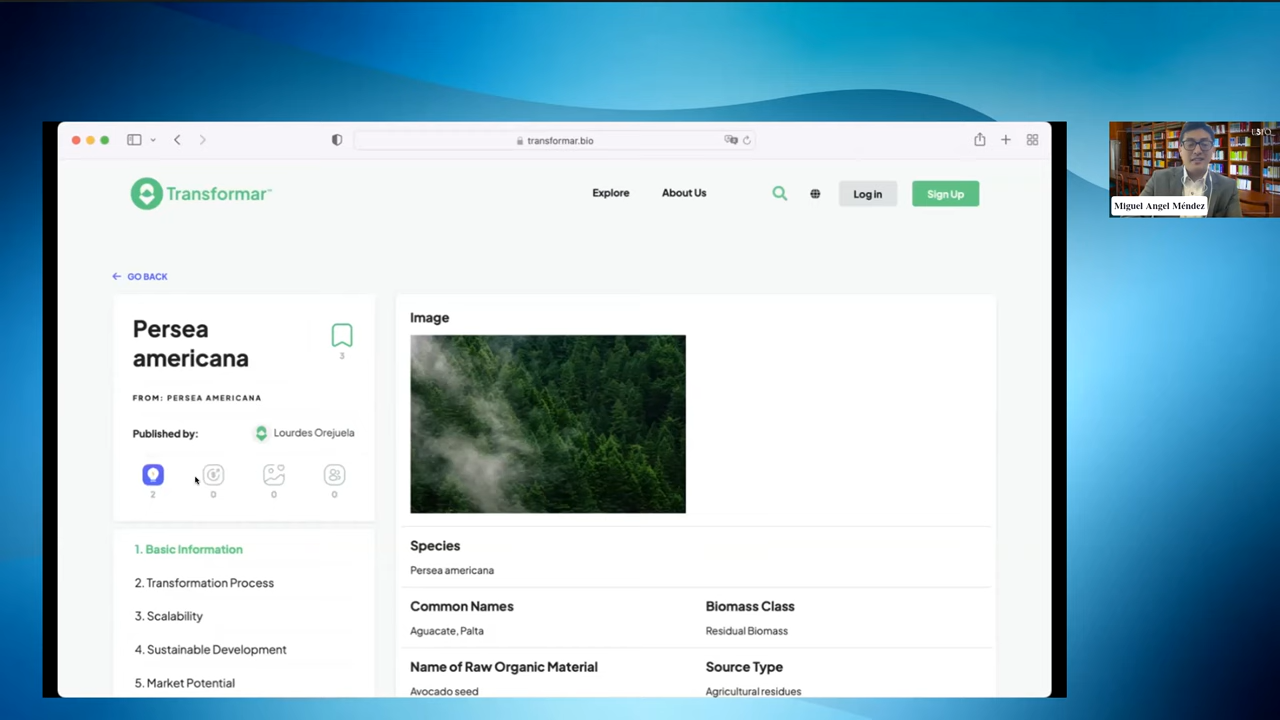 transformar.bio
Transformar™
Explore
About Us
Log in
Sign Up
GO BACK
Persea
americana
3
FROM: PERSEA AMERICANA
Published by:
Lourdes Orejuela
2
0
0
0
1. Basic Information
2. Transformation Process
3. Scalability
4. Sustainable Development
5. Market Potential
Image
Species
Persea americana
Common Names
Biomass Class
Aguacate, Palta
Residual Biomass
Name of Raw Organic Material
Source Type
Avocado seed
Agricultural residues
Miguel Angel Méndez